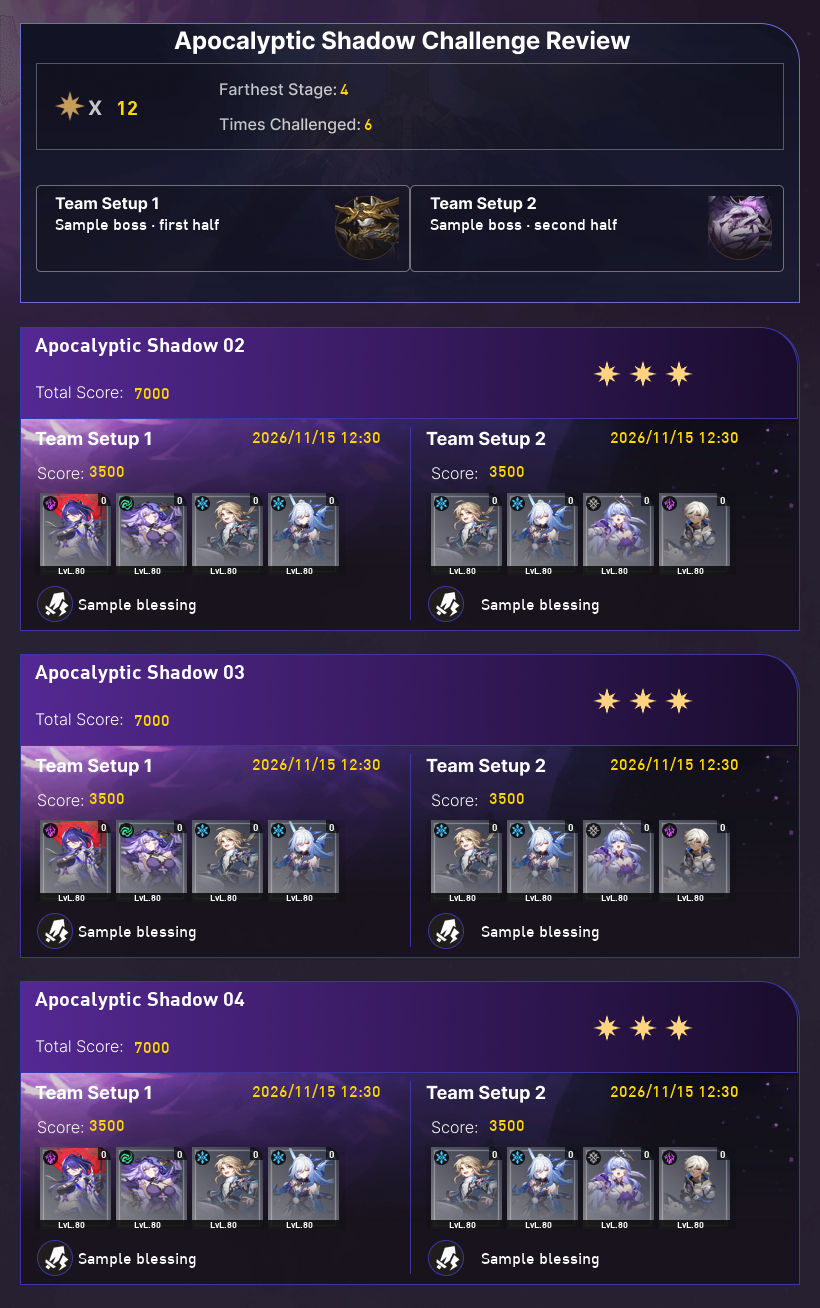 Apocalyptic Shadow Challenge Review
X 12
Farthest Stage: 4
Times Challenged: 6
Team Setup 1
Sample boss · first half
Team Setup 2
Sample boss · second half
Apocalyptic Shadow 02
Total Score: 7000
Team Setup 1 2026/11/15 12:30
Score: 3500
0 0 0 0
LvL.80 LvL.80 LvL.80 LvL.80
Sample blessing
Team Setup 2 2026/11/15 12:30
Score: 3500
0 0 0 0
LvL.80 LvL.80 LvL.80 LvL.80
Sample blessing
Apocalyptic Shadow 03
Total Score: 7000
Team Setup 1 2026/11/15 12:30
Score: 3500
0 0 0 0
LvL.80 LvL.80 LvL.80 LvL.80
Sample blessing
Team Setup 2 2026/11/15 12:30
Score: 3500
0 0 0 0
LvL.80 LvL.80 LvL.80 LvL.80
Sample blessing
Apocalyptic Shadow 04
Total Score: 7000
Team Setup 1 2026/11/15 12:30
Score: 3500
0 0 0 0
LvL.80 LvL.80 LvL.80 LvL.80
Sample blessing
Team Setup 2 2026/11/15 12:30
Score: 3500
0 0 0 0
LvL.80 LvL.80 LvL.80 LvL.80
Sample blessing